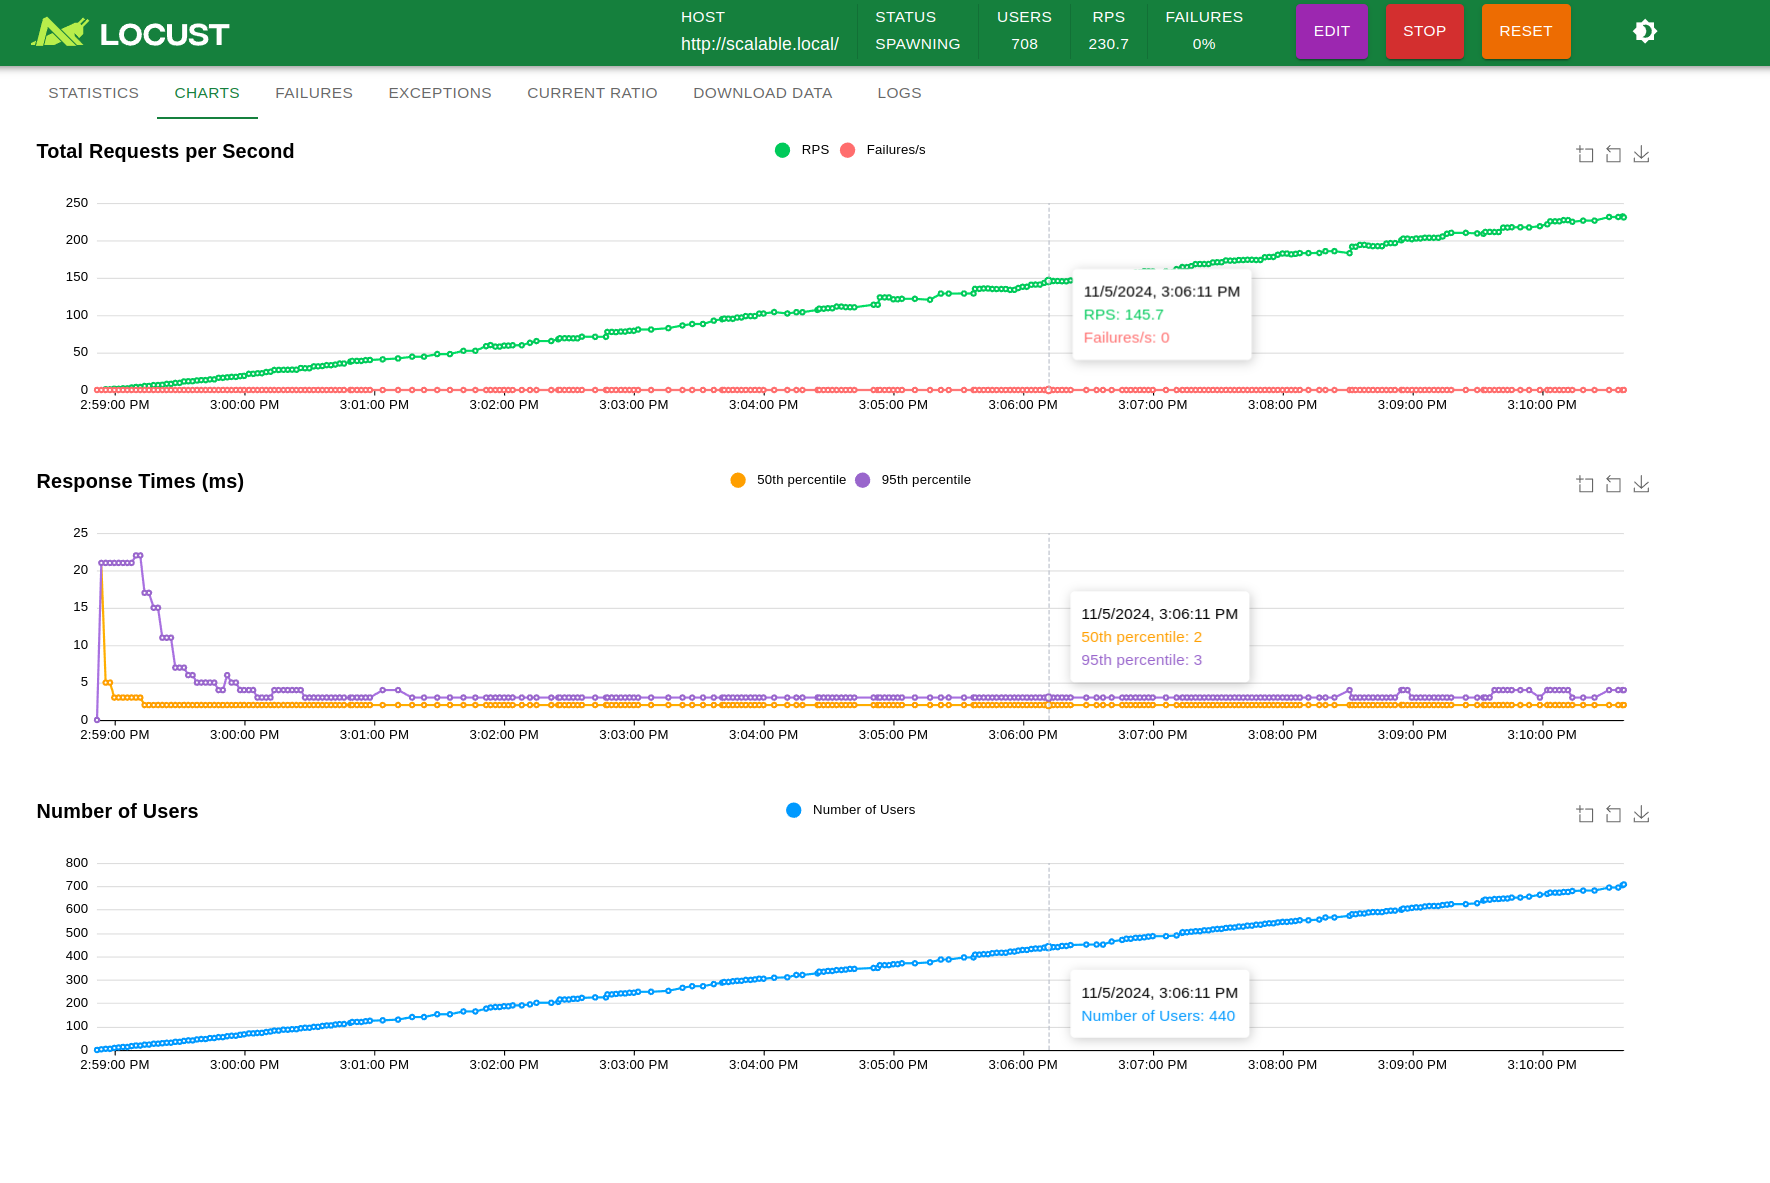 LOCUST
HOST
http://scalable.local/
STATUS
SPAWNING
USERS
708
RPS
230.7
FAILURES
0%
EDIT
STOP
RESET
STATISTICS CHARTS FAILURES EXCEPTIONS CURRENT RATIO DOWNLOAD DATA LOGS
Total Requests per Second
RPS Failures/s
250
200
150
100
50
0
11/5/2024, 3:06:11 PM
RPS: 145.7
Failures/s: 0
2:59:00 PM 3:00:00 PM 3:01:00 PM 3:02:00 PM 3:03:00 PM 3:04:00 PM 3:05:00 PM 3:06:00 PM 3:07:00 PM 3:08:00 PM 3:09:00 PM 3:10:00 PM
Response Times (ms)
50th percentile 95th percentile
25
20
15
10
5
0
11/5/2024, 3:06:11 PM
50th percentile: 2
95th percentile: 3
2:59:00 PM 3:00:00 PM 3:01:00 PM 3:02:00 PM 3:03:00 PM 3:04:00 PM 3:05:00 PM 3:06:00 PM 3:07:00 PM 3:08:00 PM 3:09:00 PM 3:10:00 PM
Number of Users
Number of Users
800
700
600
500
400
300
200
100
0
11/5/2024, 3:06:11 PM
Number of Users: 440
2:59:00 PM 3:00:00 PM 3:01:00 PM 3:02:00 PM 3:03:00 PM 3:04:00 PM 3:05:00 PM 3:06:00 PM 3:07:00 PM 3:08:00 PM 3:09:00 PM 3:10:00 PM